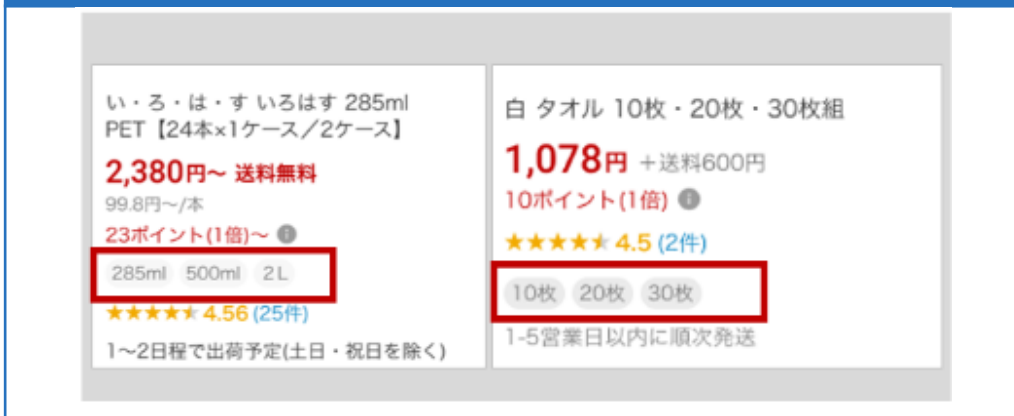 い・ろ・は・す いろはす 285ml
PET【24本×1ケース／2ケース】
2,380円〜 送料無料
99.8円〜/本
23ポイント(1倍)〜
285ml 500ml 2L
4.56 (25件)
1〜2日程で出荷予定(土日・祝日を除く)
白 タオル 10枚・20枚・30枚組
1,078円 +送料600円
10ポイント(1倍)
4.5 (2件)
10枚 20枚 30枚
1-5営業日以内に順次発送